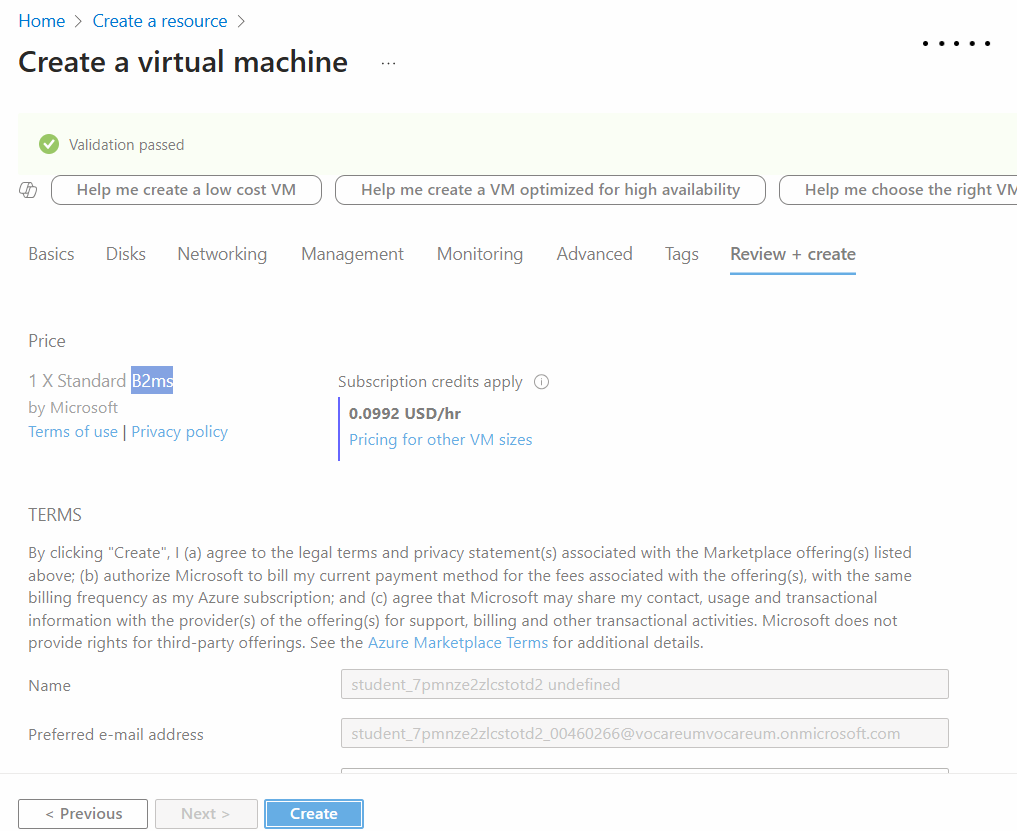 Home > Create a resource >
Create a virtual machine ...
Validation passed
Help me create a low cost VM Help me create a VM optimized for high availability Help me choose the right VM
Basics Disks Networking Management Monitoring Advanced Tags Review + create
Price
1 X Standard B2ms
by Microsoft
Terms of use | Privacy policy
Subscription credits apply
0.0992 USD/hr
Pricing for other VM sizes
TERMS
By clicking "Create", I (a) agree to the legal terms and privacy statement(s) associated with the Marketplace offering(s) listed
above; (b) authorize Microsoft to bill my current payment method for the fees associated with the offering(s), with the same
billing frequency as my Azure subscription; and (c) agree that Microsoft may share my contact, usage and transactional
information with the provider(s) of the offering(s) for support, billing and other transactional activities. Microsoft does not
provide rights for third-party offerings. See the Azure Marketplace Terms for additional details.
Name student_7pmnze2zlcstotd2 undefined
Preferred e-mail address student_7pmnze2zlcstotd2_00460266@vocareumvocareum.onmicrosoft.com
< Previous Next > Create